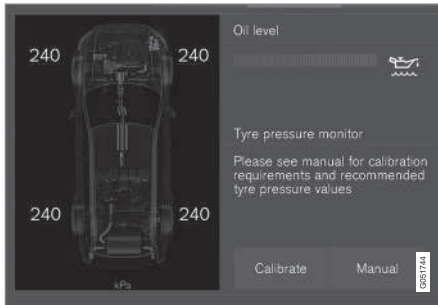 240
240
240
240
kPa
Oil level
Tyre pressure monitor
Please see manual for calibration
requirements and recommended
tyre pressure values
Calibrate
Manual
G051744